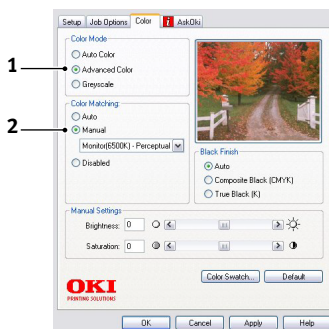 Setup Job Options Color AskOki
Color Mode
Auto Color
1 Advanced Color
Greyscale
Color Matching:
Auto
2 Manual
Monitor(6500K) - Perceptual
Disabled
Black Finish
Auto
Composite Black (CMYK)
True Black (K)
Manual Settings
Brightness: 0
Saturation: 0
Color Swatch... Default
OKI
PRINTING SOLUTIONS
OK Cancel Apply Help